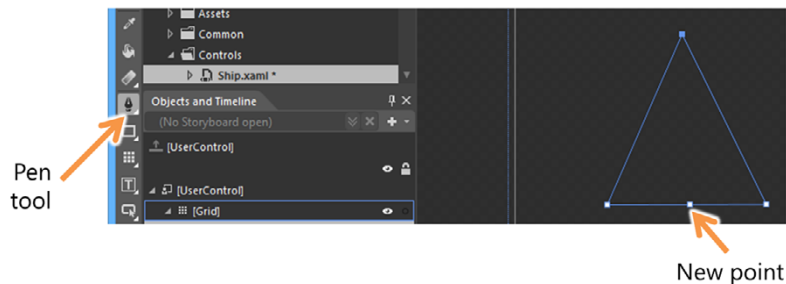 Assets
Common
Controls
Ship.xaml *
Objects and Timeline
(No Storyboard open)
[UserControl]
[UserControl]
[Grid]
T
Pen
tool
New point